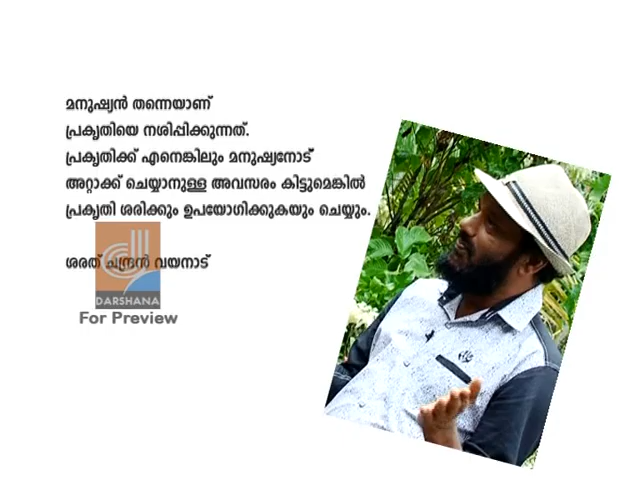 മനുഷ്യൻ തന്നെയാണ്
പ്രകൃതിയെ നശിപ്പിക്കുന്നത്.
പ്രകൃതിക്ക് എനെങ്കിലും മനുഷ്യനോട്
അറ്റാക്ക് ചെയ്യാനുള്ള അവസരം കിട്ടുമെങ്കിൽ
പ്രകൃതി ശരിക്കും ഉപയോഗിക്കുകയും ചെയ്യും.
ശരത് ചന്ദ്രൻ വയനാട്
DARSHANA
For Preview